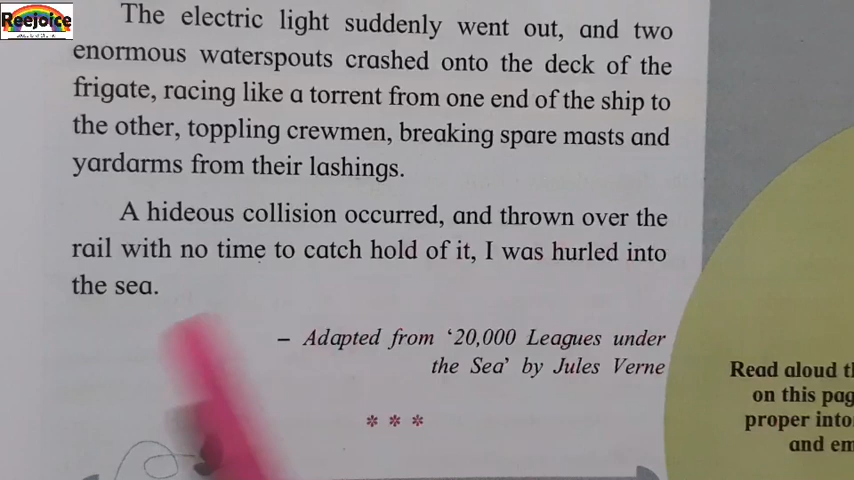 Reejoice
The electric light suddenly went out, and two
enormous waterspouts crashed onto the deck of the
frigate, racing like a torrent from one end of the ship to
the other, toppling crewmen, breaking spare masts and
yardarms from their lashings.
A hideous collision occurred, and thrown over the
rail with no time to catch hold of it, I was hurled into
the sea.
– Adapted from ‘20,000 Leagues under
the Sea’ by Jules Verne
* * *
Read aloud
on this
proper
and